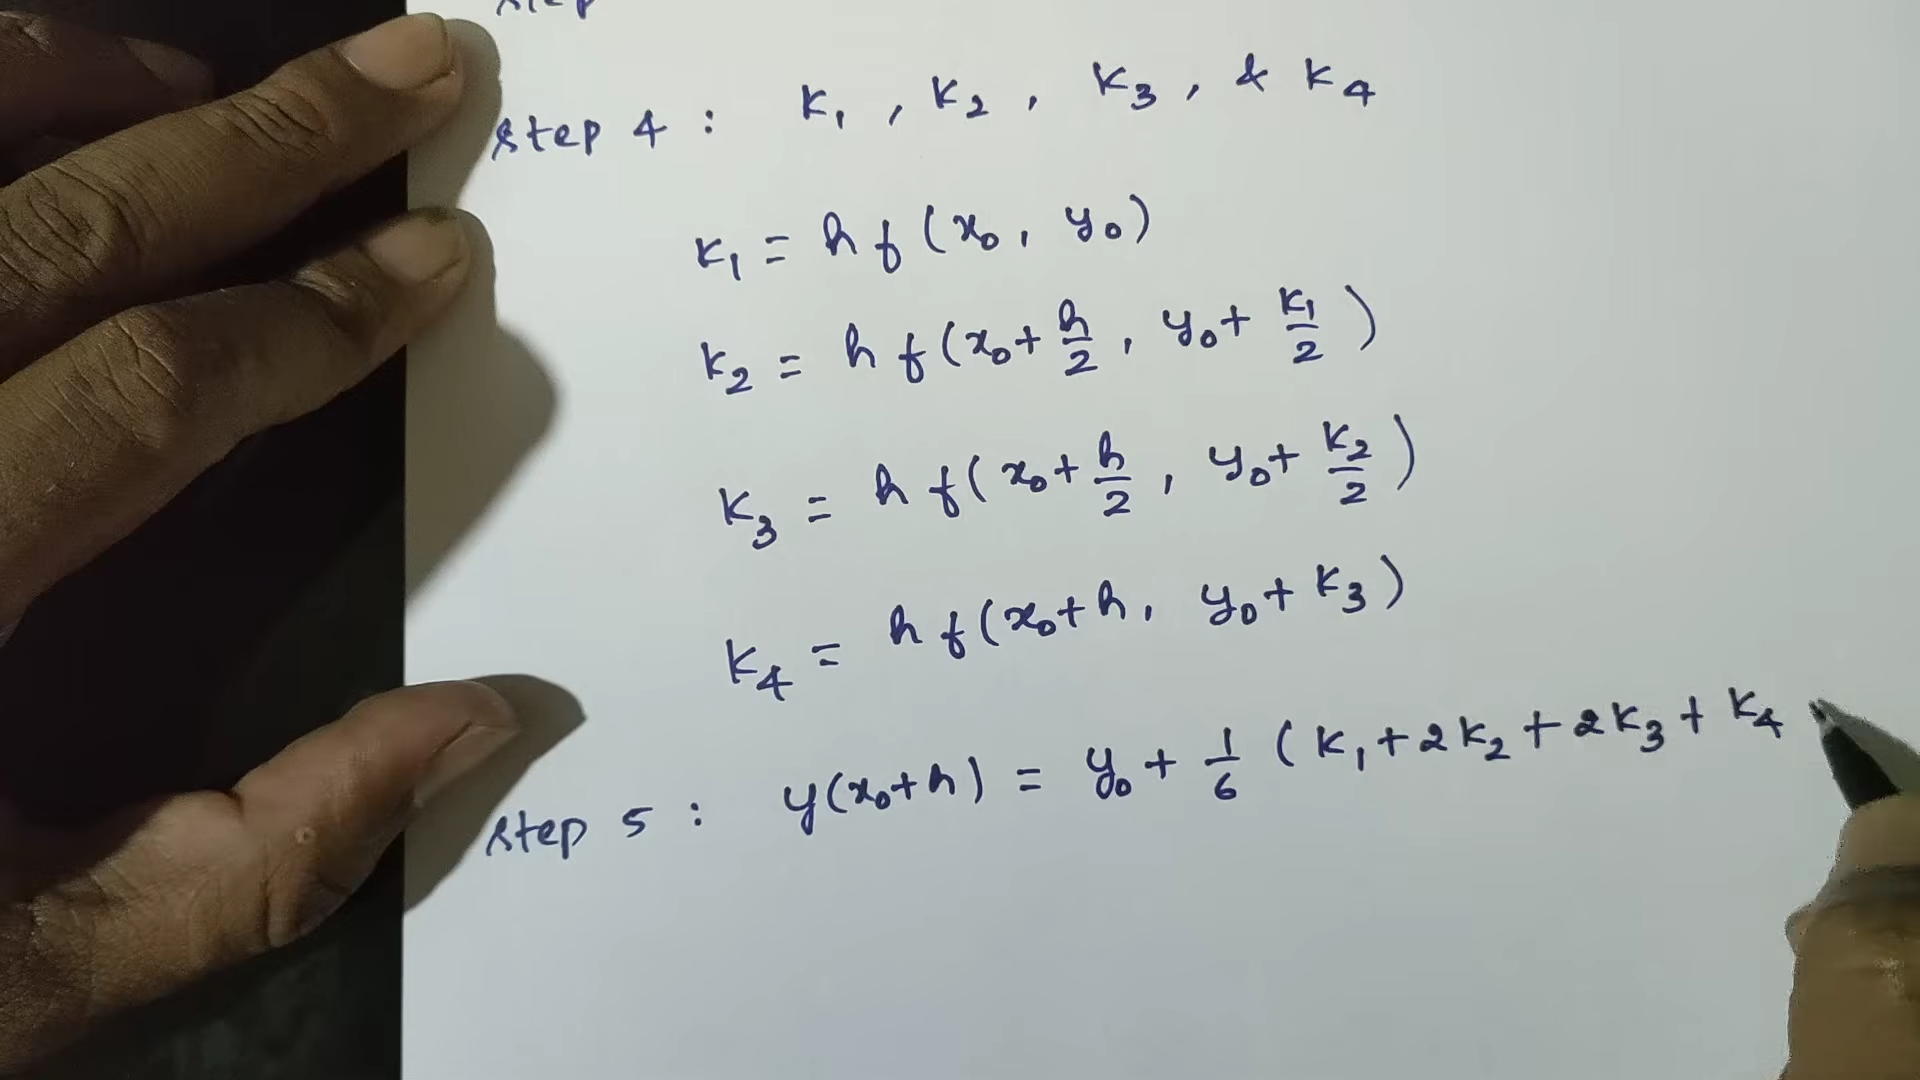 step
step 4 : K₁ , K₂ , K₃ , & K₄
K₁ = h f (x₀, y₀)
K₂ = h f (x₀ + h/2 , y₀ + K₁/2 )
K₃ = h f ( x₀ + h/2 , y₀ + K₂/2 )
K₄ = h f (x₀ + h, y₀ + K₃ )
step 5 : y(x₀ + h) = y₀ + 1/6 ( K₁ + 2K₂ + 2K₃ + K₄